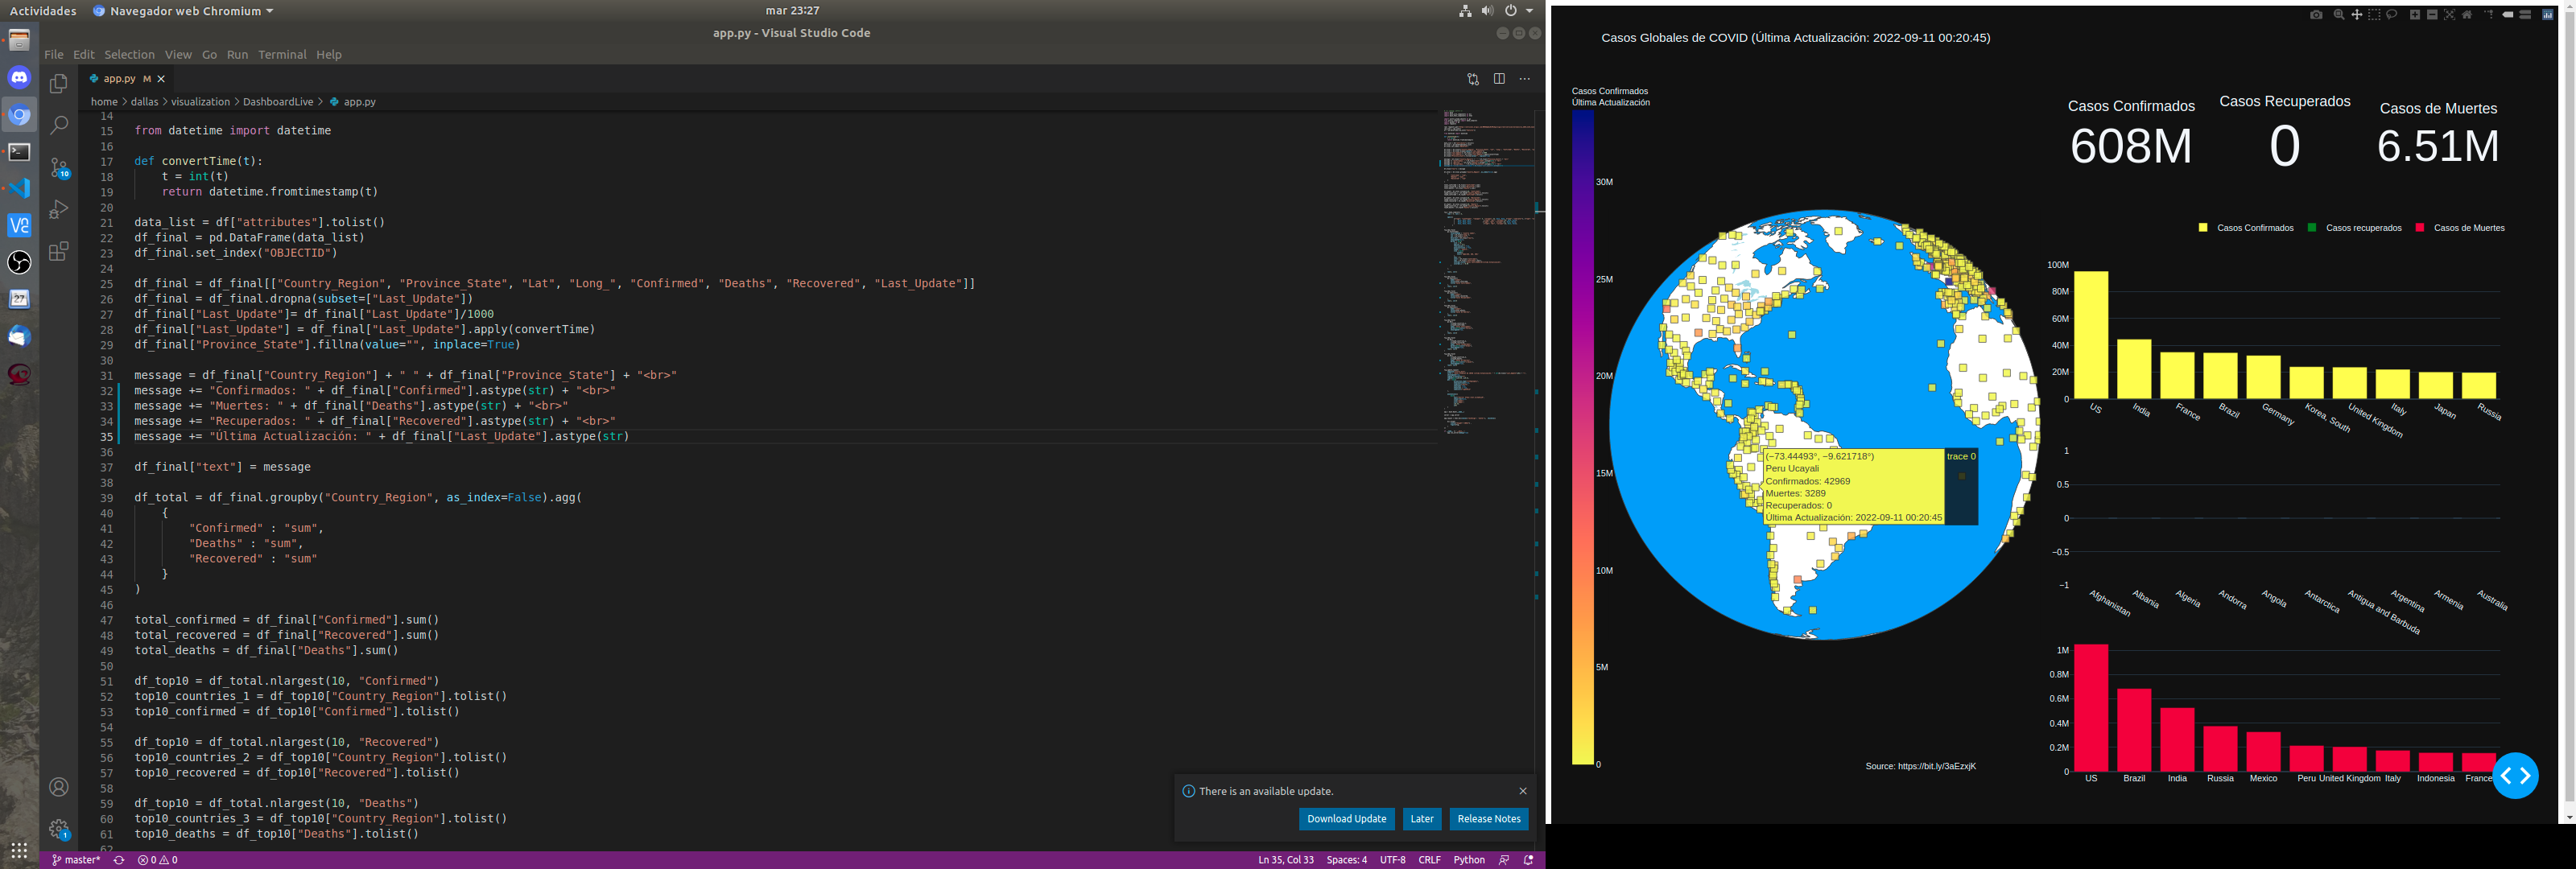 Actividades
Navegador web Chromium
mar 23:27
app.py - Visual Studio Code
File Edit Selection View Go Run Terminal Help
app.py M
home > dallas > visualization > DashboardLive > app.py
14
15 from datetime import datetime
16
17 def convertTime(t):
18 t = int(t)
19 return datetime.fromtimestamp(t)
20
21 data_list = df["attributes"].tolist()
22 df_final = pd.DataFrame(data_list)
23 df_final.set_index("OBJECTID")
24
25 df_final = df_final[["Country_Region", "Province_State", "Lat", "Long_", "Confirmed", "Deaths", "Recovered", "Last_Update"]]
26 df_final = df_final.dropna(subset=["Last_Update"])
27 df_final["Last_Update"]= df_final["Last_Update"]/1000
28 df_final["Last_Update"] = df_final["Last_Update"].apply(convertTime)
29 df_final["Province_State"].fillna(value="", inplace=True)
30
31 message = df_final["Country_Region"] + " " + df_final["Province_State"] + "<br>"
32 message += "Confirmados: " + df_final["Confirmed"].astype(str) + "<br>"
33 message += "Muertes: " + df_final["Deaths"].astype(str) + "<br>"
34 message += "Recuperados: " + df_final["Recovered"].astype(str) + "<br>"
35 message += "Última Actualización: " + df_final["Last_Update"].astype(str)
36
37 df_final["text"] = message
38
39 df_total = df_final.groupby("Country_Region", as_index=False).agg(
40 {
41 "Confirmed" : "sum",
42 "Deaths" : "sum",
43 "Recovered" : "sum"
44 }
45 )
46
47 total_confirmed = df_final["Confirmed"].sum()
48 total_recovered = df_final["Recovered"].sum()
49 total_deaths = df_final["Deaths"].sum()
50
51 df_top10 = df_total.nlargest(10, "Confirmed")
52 top10_countries_1 = df_top10["Country_Region"].tolist()
53 top10_confirmed = df_top10["Confirmed"].tolist()
54
55 df_top10 = df_total.nlargest(10, "Recovered")
56 top10_countries_2 = df_top10["Country_Region"].tolist()
57 top10_recovered = df_top10["Recovered"].tolist()
58
59 df_top10 = df_total.nlargest(10, "Deaths")
60 top10_countries_3 = df_top10["Country_Region"].tolist()
61 top10_deaths = df_top10["Deaths"].tolist()
62
10
27
1
There is an available update.
Download Update
Later
Release Notes
master* 0 0
Ln 35, Col 33 Spaces: 4 UTF-8 CRLF Python
Casos Globales de COVID (Última Actualización: 2022-09-11 00:20:45)
Casos Confirmados
Última Actualización
30M
25M
20M
15M
10M
5M
0
(−73.44493°, −9.621718°)
Peru Ucayali
Confirmados: 42969
Muertes: 3289
Recuperados: 0
Última Actualización: 2022-09-11 00:20:45
trace 0
Source: https://bit.ly/3aEzxjK
Casos Confirmados
608M
Casos Recuperados
0
Casos de Muertes
6.51M
Casos Confirmados
Casos recuperados
Casos de Muertes
100M
80M
60M
40M
20M
0
US India France Brazil Germany Korea, South United Kingdom Italy Japan Russia
1
0.5
0
−0.5
−1
Afghanistan Albania Algeria Andorra Angola Antarctica Antigua and Barbuda Argentina Armenia Australia
1M
0.8M
0.6M
0.4M
0.2M
0
US Brazil India Russia Mexico Peru United Kingdom Italy Indonesia France